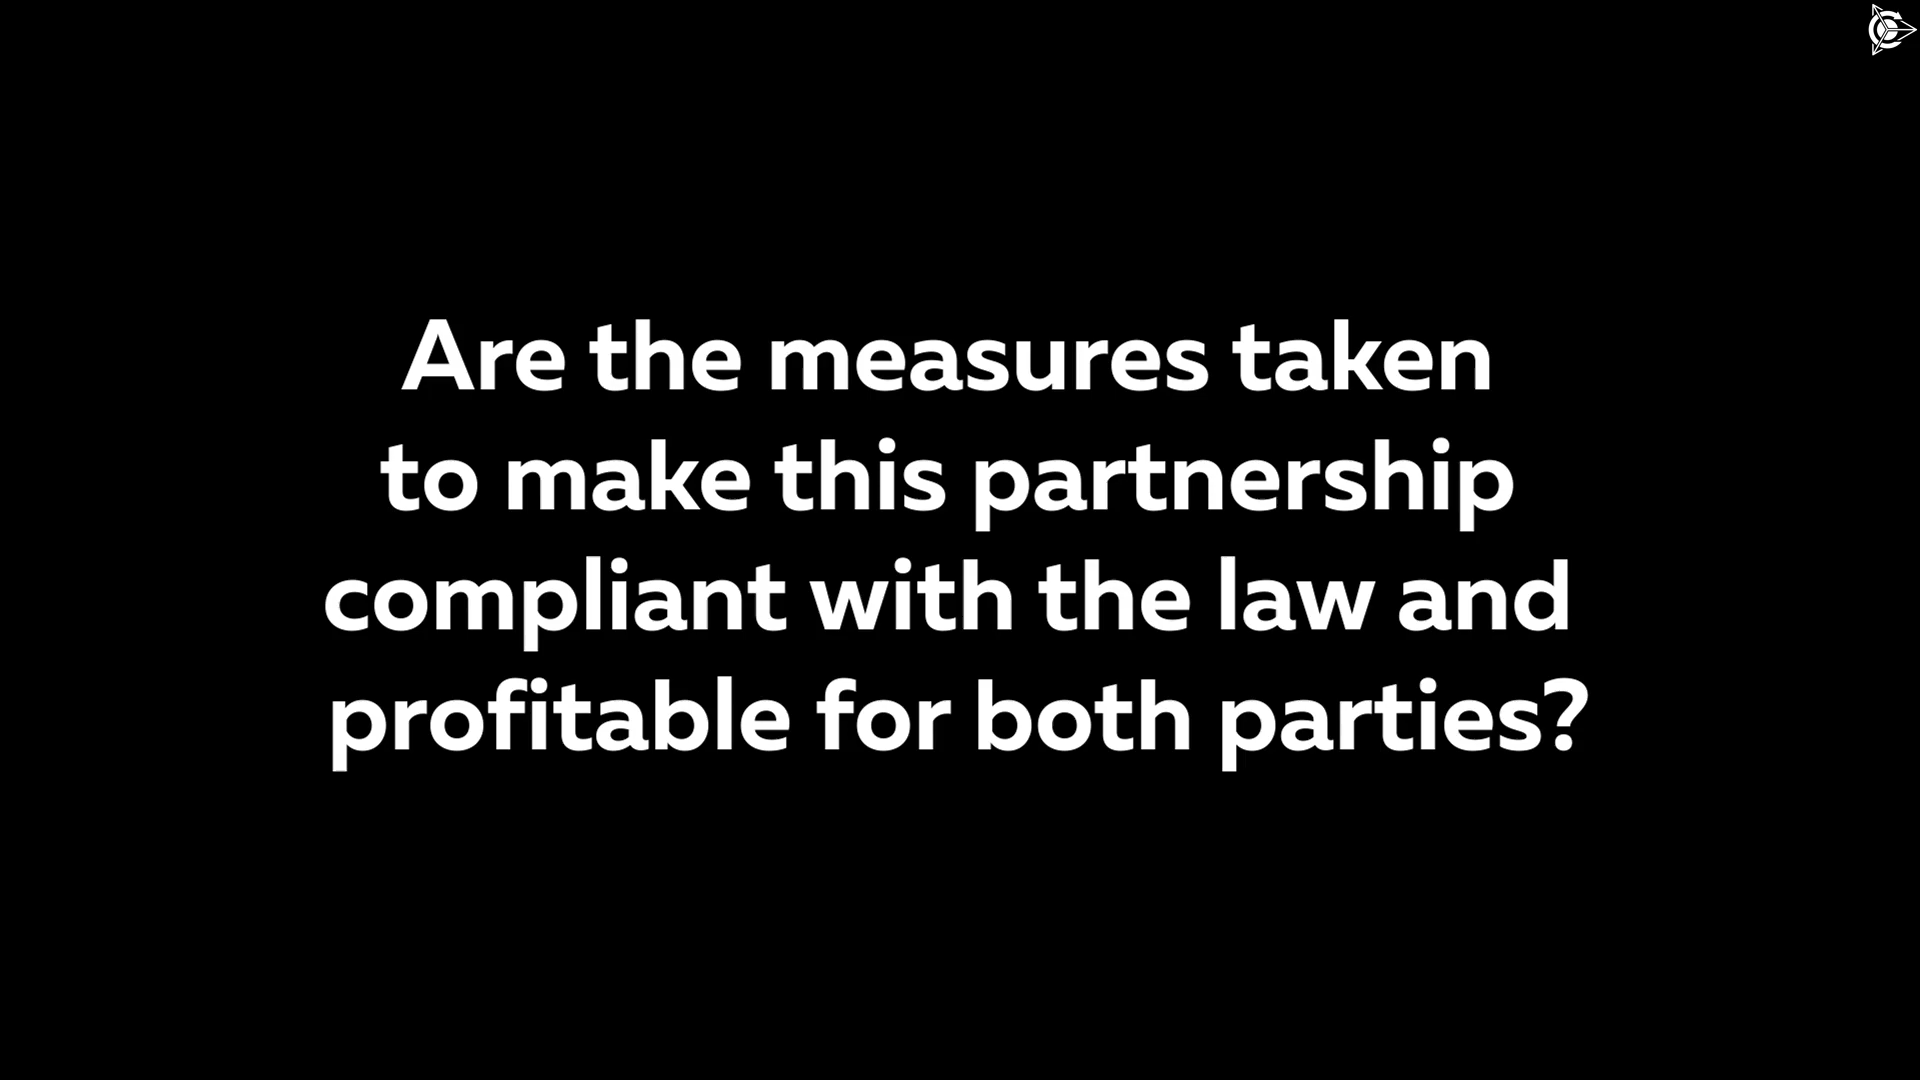 Are the measures taken
to make this partnership
compliant with the law and
profitable for both parties?